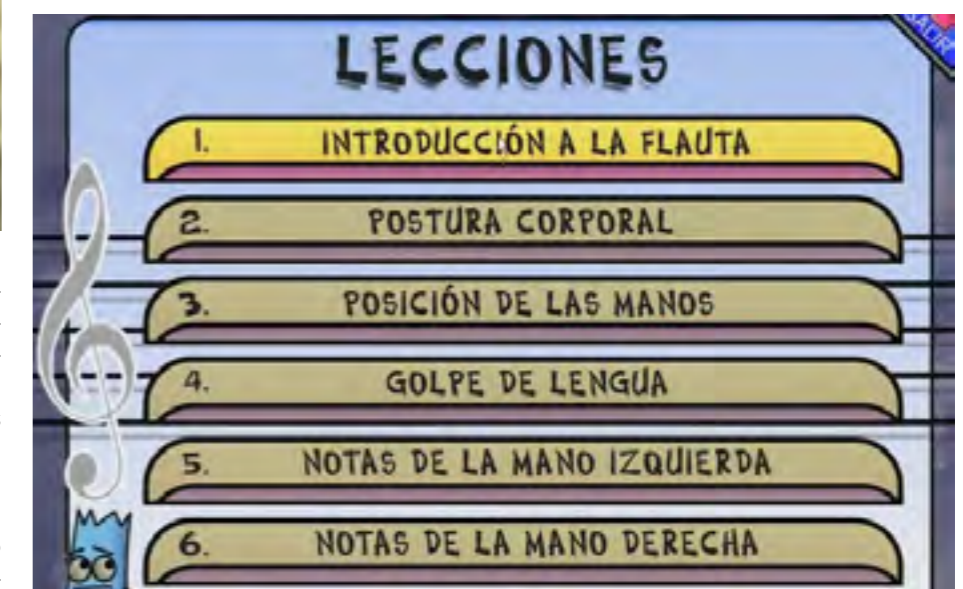 SALIR
LECCIONES
1. INTRODUCCIÓN A LA FLAUTA
2. POSTURA CORPORAL
3. POSICIÓN DE LAS MANOS
4. GOLPE DE LENGUA
5. NOTAS DE LA MANO IZQUIERDA
6. NOTAS DE LA MANO DERECHA